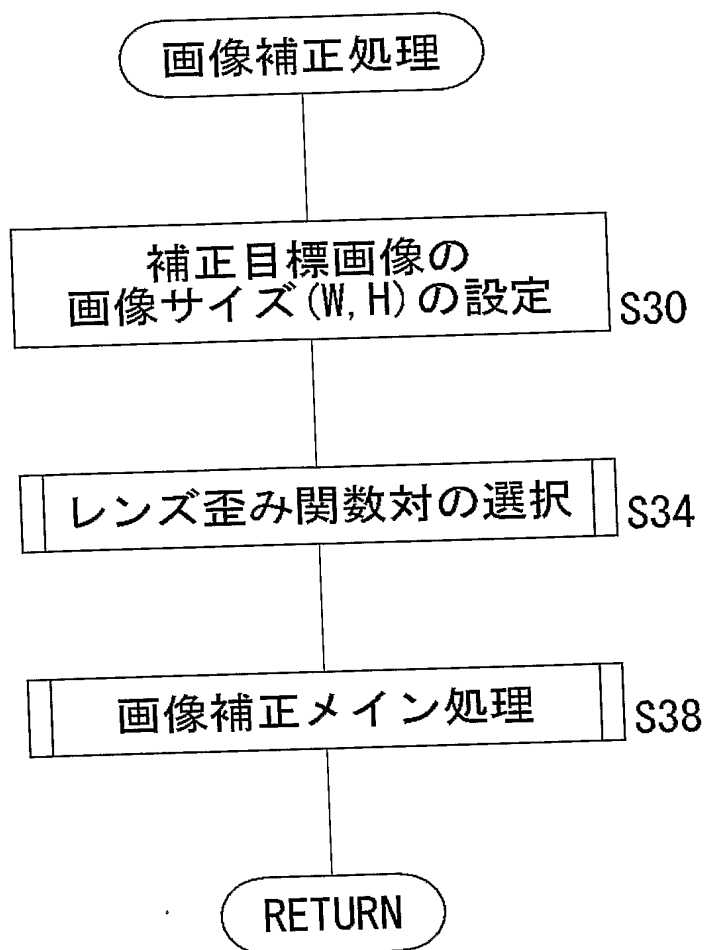 画像補正処理
補正目標画像の
画像サイズ(W,H)の設定
S30
レンズ歪み関数対の選択
S34
画像補正メイン処理
S38
RETURN